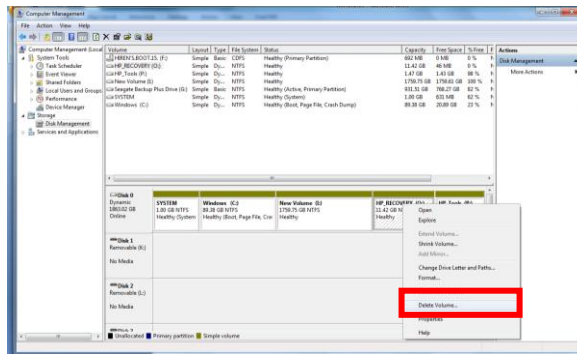 Computer Management
File Action View Help
Computer Management (Local
System Tools
Task Scheduler
Event Viewer
Shared Folders
Local Users and Groups
Performance
Device Manager
Storage
Disk Management
Services and Applications
Volume Layout Type File System Status Capacity Free Space % Free F
HIREN'S.BOOT.15. (F:) Simple Basic CDFS Healthy (Primary Partition) 692 MB 0 MB 0 %
HP_RECOVERY (O:) Simple Dy... NTFS Healthy 11.42 GB 46 MB 0 %
HP_Tools (P:) Simple Dy... NTFS Healthy 1.47 GB 1.43 GB 98 %
New Volume (I:) Simple Dy... NTFS Healthy 1759.75 GB 1750.61 GB 100 %
Seagate Backup Plus Drive (G:) Simple Basic NTFS Healthy (Active, Primary Partition) 931.51 GB 768.27 GB 82 %
SYSTEM Simple Dy... NTFS Healthy (System) 1.00 GB 631 MB 62 %
Windows (C:) Simple Dy... NTFS Healthy (Boot, Page File, Crash Dump) 89.38 GB 20.89 GB 23 %
Actions
Disk Management
More Actions
Disk 0
Dynamic
1863.02 GB
Online
SYSTEM
1.00 GB NTFS
Healthy (System
Windows (C:)
89.38 GB NTFS
Healthy (Boot, Page File, Cra
New Volume (I:)
1759.75 GB NTFS
Healthy
HP_RECOVERY (O:)
11.42 GB N
Healthy
HP_Tools (P:)
Disk 1
Removable (K:)
No Media
Disk 2
Removable (L:)
No Media
Disk 3
Unallocated Primary partition Simple volume
Open
Explore
Extend Volume...
Shrink Volume...
Add Mirror...
Change Drive Letter and Paths...
Format...
Delete Volume...
Properties
Help